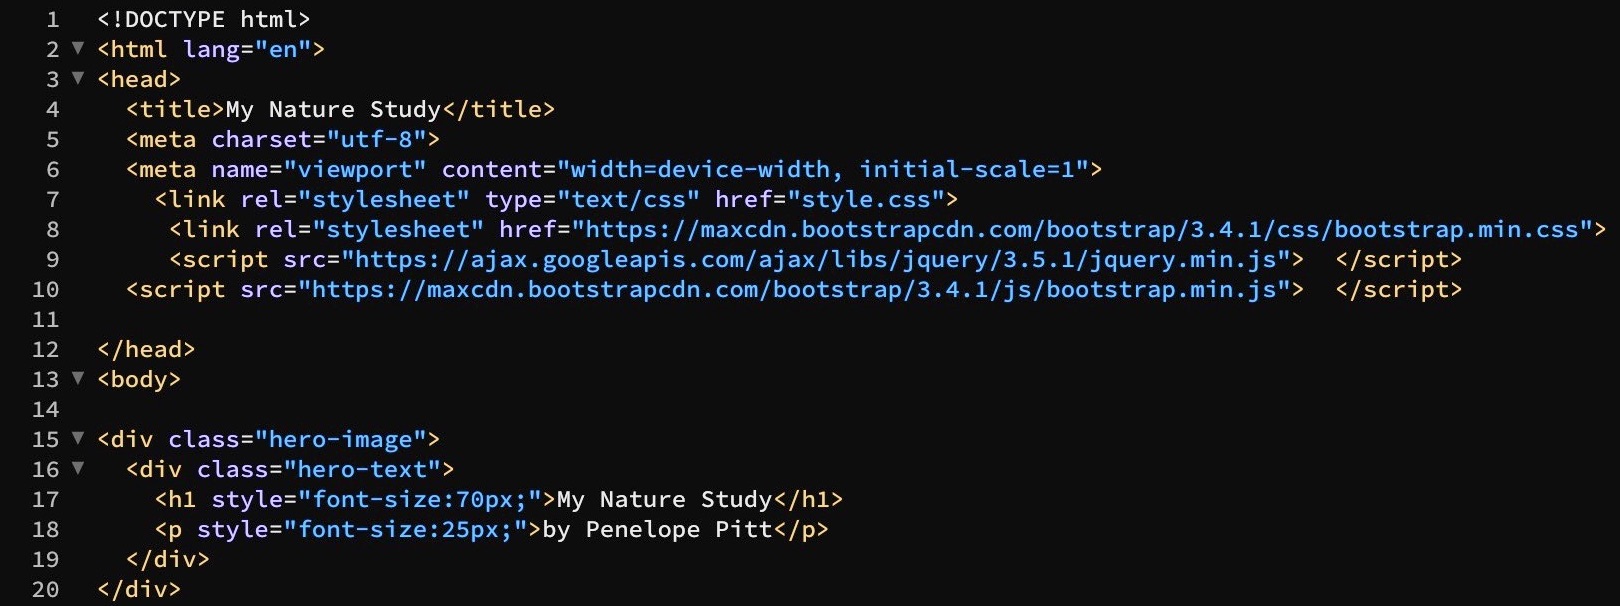 1 <!DOCTYPE html>
2 ▼ <html lang="en">
3 ▼ <head>
4 <title>My Nature Study</title>
5 <meta charset="utf-8">
6 <meta name="viewport" content="width=device-width, initial-scale=1">
7 <link rel="stylesheet" type="text/css" href="style.css">
8 <link rel="stylesheet" href="https://maxcdn.bootstrapcdn.com/bootstrap/3.4.1/css/bootstrap.min.css">
9 <script src="https://ajax.googleapis.com/ajax/libs/jquery/3.5.1/jquery.min.js">  </script>
10 <script src="https://maxcdn.bootstrapcdn.com/bootstrap/3.4.1/js/bootstrap.min.js">  </script>
11
12 </head>
13 ▼ <body>
14
15 ▼ <div class="hero-image">
16 ▼ <div class="hero-text">
17 <h1 style="font-size:70px;">My Nature Study</h1>
18 <p style="font-size:25px;">by Penelope Pitt</p>
19 </div>
20 </div>